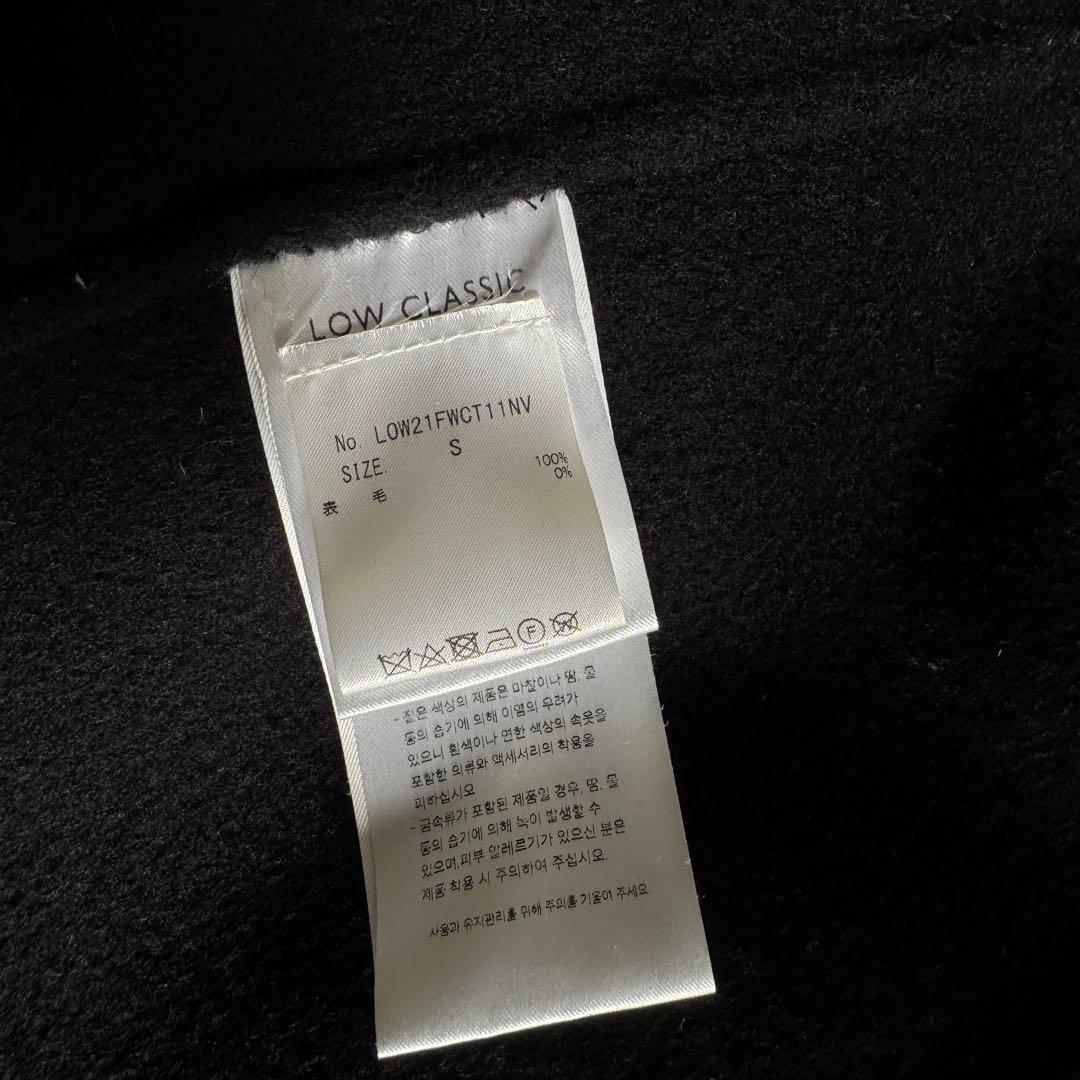 LOW CLASSIC
No. LOW21FWCT11NV
SIZE. S
表 毛 100%
0%
F
- 짙은 색상의 제품은 마찰이나 땀, 물
등의 습기에 의해 이염의 우려가
있으니 흰색이나 연한 색상의 속옷을
포함한 의류와 액세서리의 착용을
피하십시오
- 금속류가 포함된 제품일 경우, 땀, 물
등의 습기에 의해 녹이 발생할 수
있으며,피부 알레르기가 있으신 분은
제품 착용 시 주의하여 주십시오.
사용과 유지관리를 위해 주의를 기울여 주세요